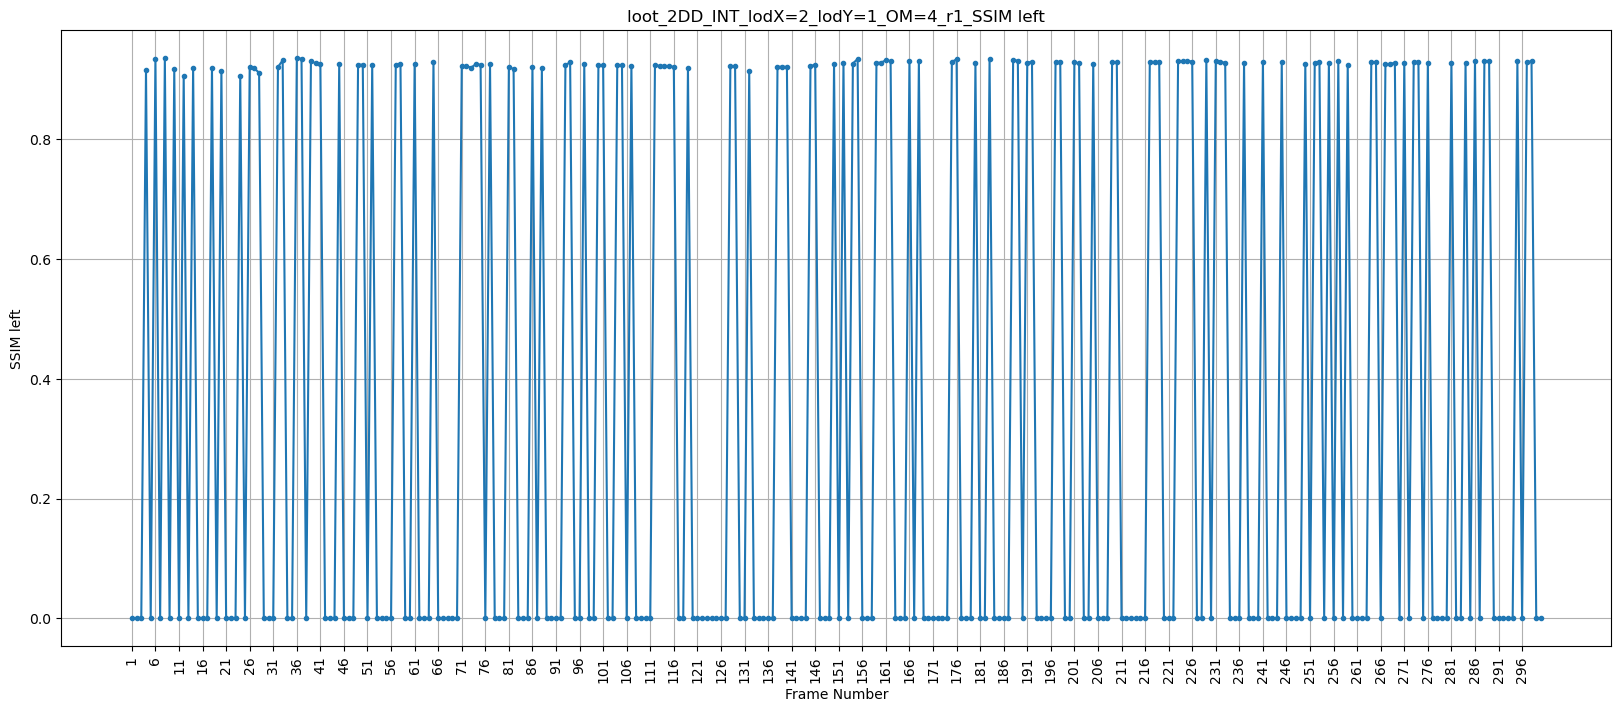 loot_2DD_INT_lodX=2_lodY=1_OM=4_r1_SSIM left
SSIM left
0.8
0.6
0.4
0.2
0.0
1 6 11 16 21 26 31 36 41 46 51 56 61 66 71 76 81 86 91 96 101 106 111 116 121 126 131 136 141 146 151 156 161 166 171 176 181 186 191 196 201 206 211 216 221 226 231 236 241 246 251 256 261 266 271 276 281 286 291 296
Frame Number